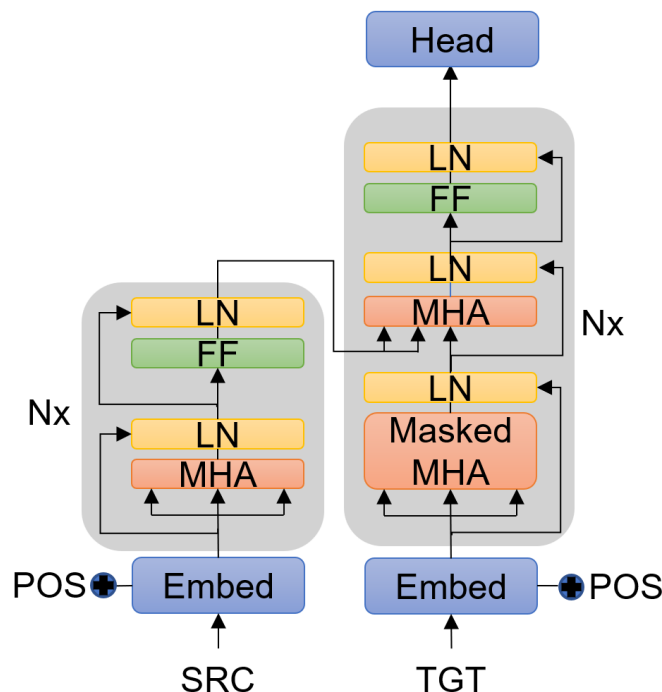 Head
LN
FF
LN
MHA
Nx
LN
Masked
MHA
LN
FF
Nx
LN
MHA
POS
Embed
Embed
POS
SRC
TGT